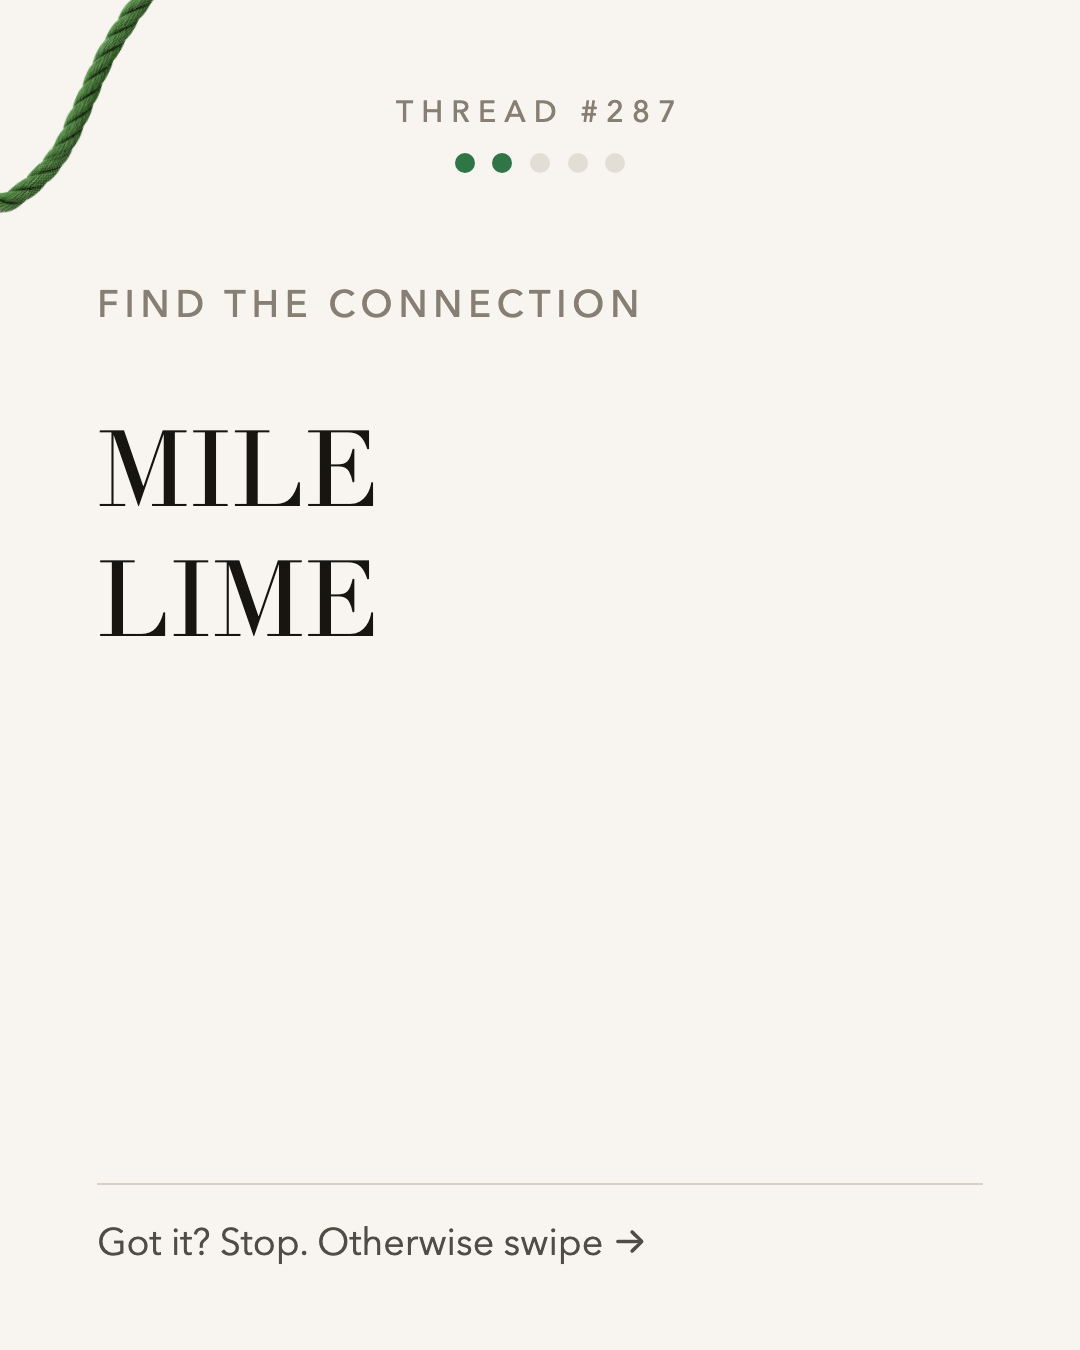 THREAD #287
FIND THE CONNECTION
MILE
LIME
Got it? Stop. Otherwise swipe →